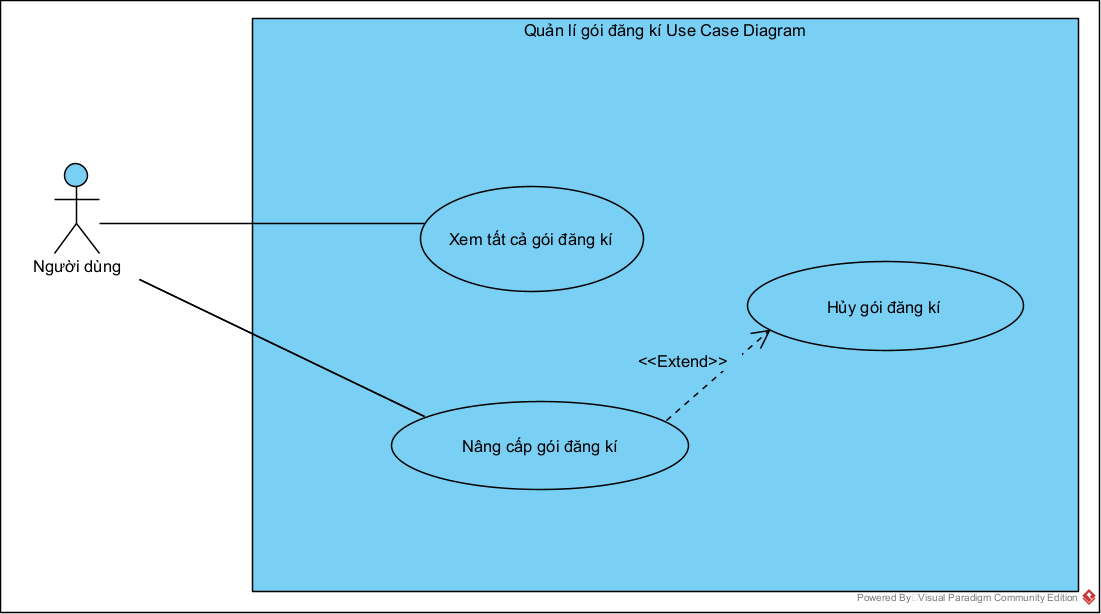 Quản lí gói đăng kí Use Case Diagram
Người dùng
Xem tất cả gói đăng kí
Hủy gói đăng kí
<<Extend>>
Nâng cấp gói đăng kí
Powered By Visual Paradigm Community Edition